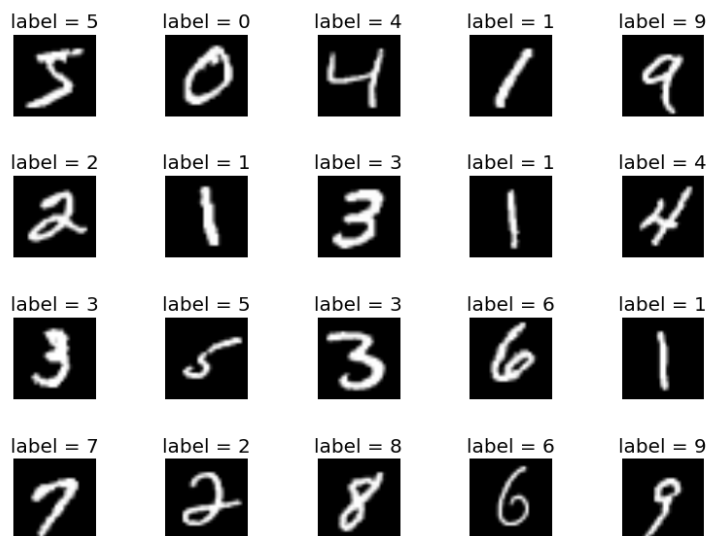 label = 5 label = 0 label = 4 label = 1 label = 9
5 0 4 1 9
label = 2 label = 1 label = 3 label = 1 label = 4
2 1 3 1 4
label = 3 label = 5 label = 3 label = 6 label = 1
3 5 3 6 1
label = 7 label = 2 label = 8 label = 6 label = 9
7 2 8 6 9